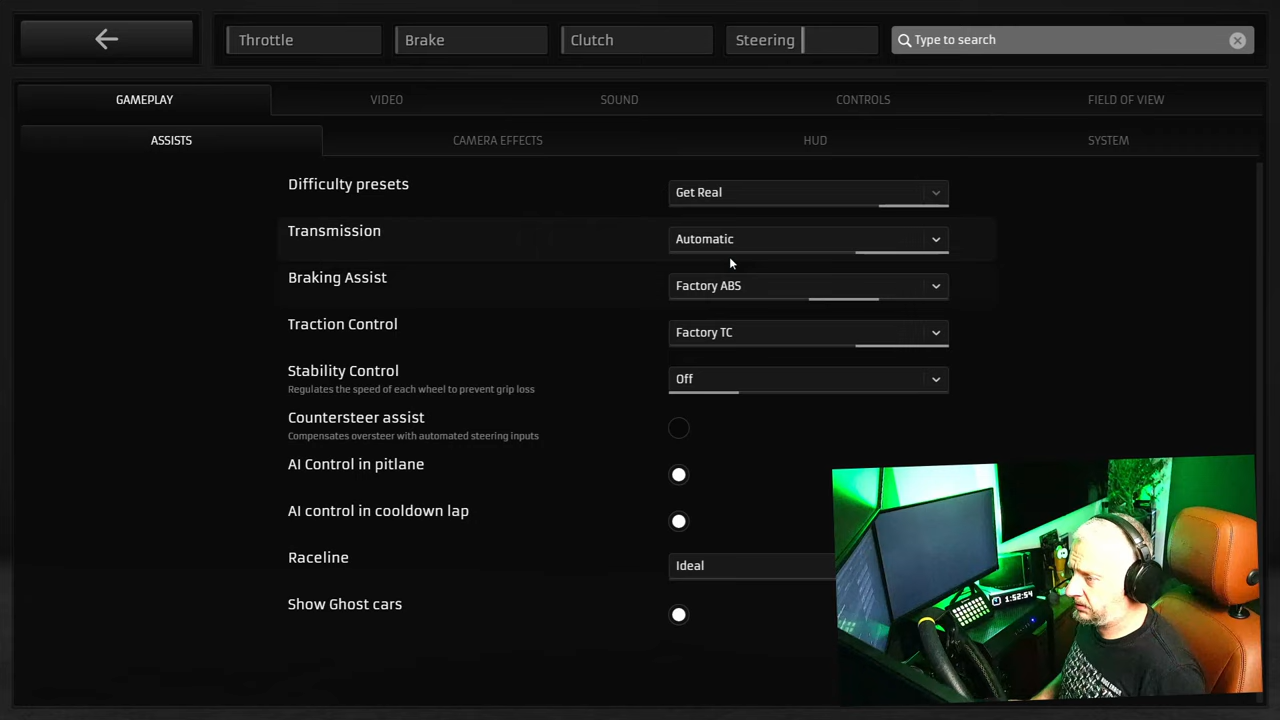 Throttle
Brake
Clutch
Steering
Type to search
GAMEPLAY
VIDEO
SOUND
CONTROLS
FIELD OF VIEW
ASSISTS
CAMERA EFFECTS
HUD
SYSTEM
Difficulty presets
Get Real
Transmission
Automatic
Braking Assist
Factory ABS
Traction Control
Factory TC
Stability Control
Off
Regulates the speed of each wheel to prevent grip loss
Countersteer assist
Compensates oversteer with automated steering inputs
AI Control in pitlane
AI control in cooldown lap
Raceline
Ideal
Show Ghost cars
1:52:54